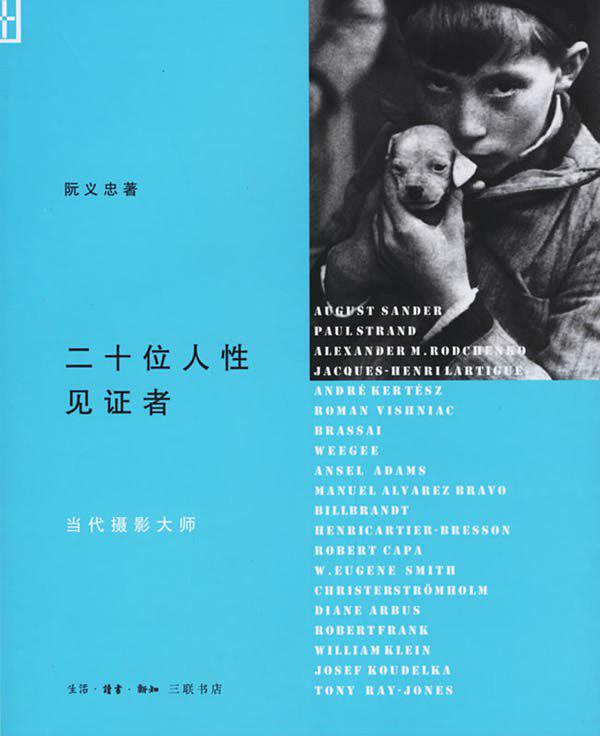 阮义忠著
二十位人性
见证者
当代摄影大师
AUGUST SANDER
PAULSTRAND
ALEXANDER M. RODCHENKO
JACQUES-HENRI LARTIGUE
ANDRÉ KERTÉSZ
ROMAN VISHNIAC
BRASSAI
WEEGEE
ANSEL ADAMS
MANUEL ALVAREZ BRAVO
BILLBRANDT
HENRICARTIER-BRESSON
ROBERT CAPA
W. EUGENE SMITH
CHRISTERSTRÖMHOLM
DIANE ARBUS
ROBERTFRANK
WILLIAMKLEIN
JOSEF KOUDELKA
TONY RAY-JONES
生活·讀書·新知 三联书店